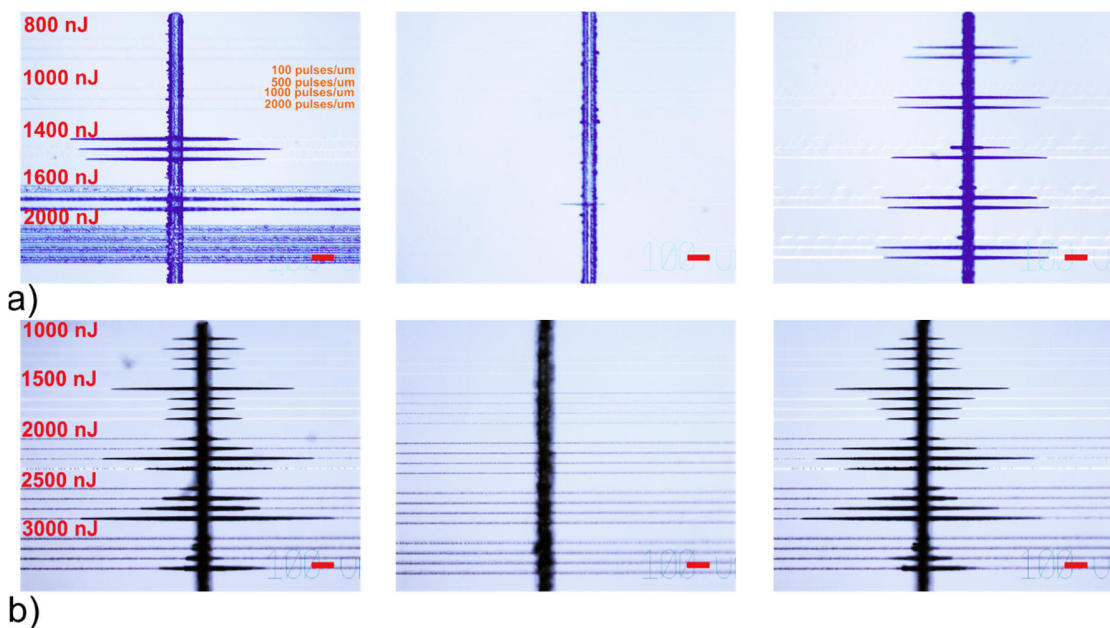 800 nJ
1000 nJ
100 pulses/um
500 pulses/um
1000 pulses/um
2000 pulses/um
1400 nJ
1600 nJ
2000 nJ
a)
1000 nJ
1500 nJ
2000 nJ
2500 nJ
3000 nJ
b)